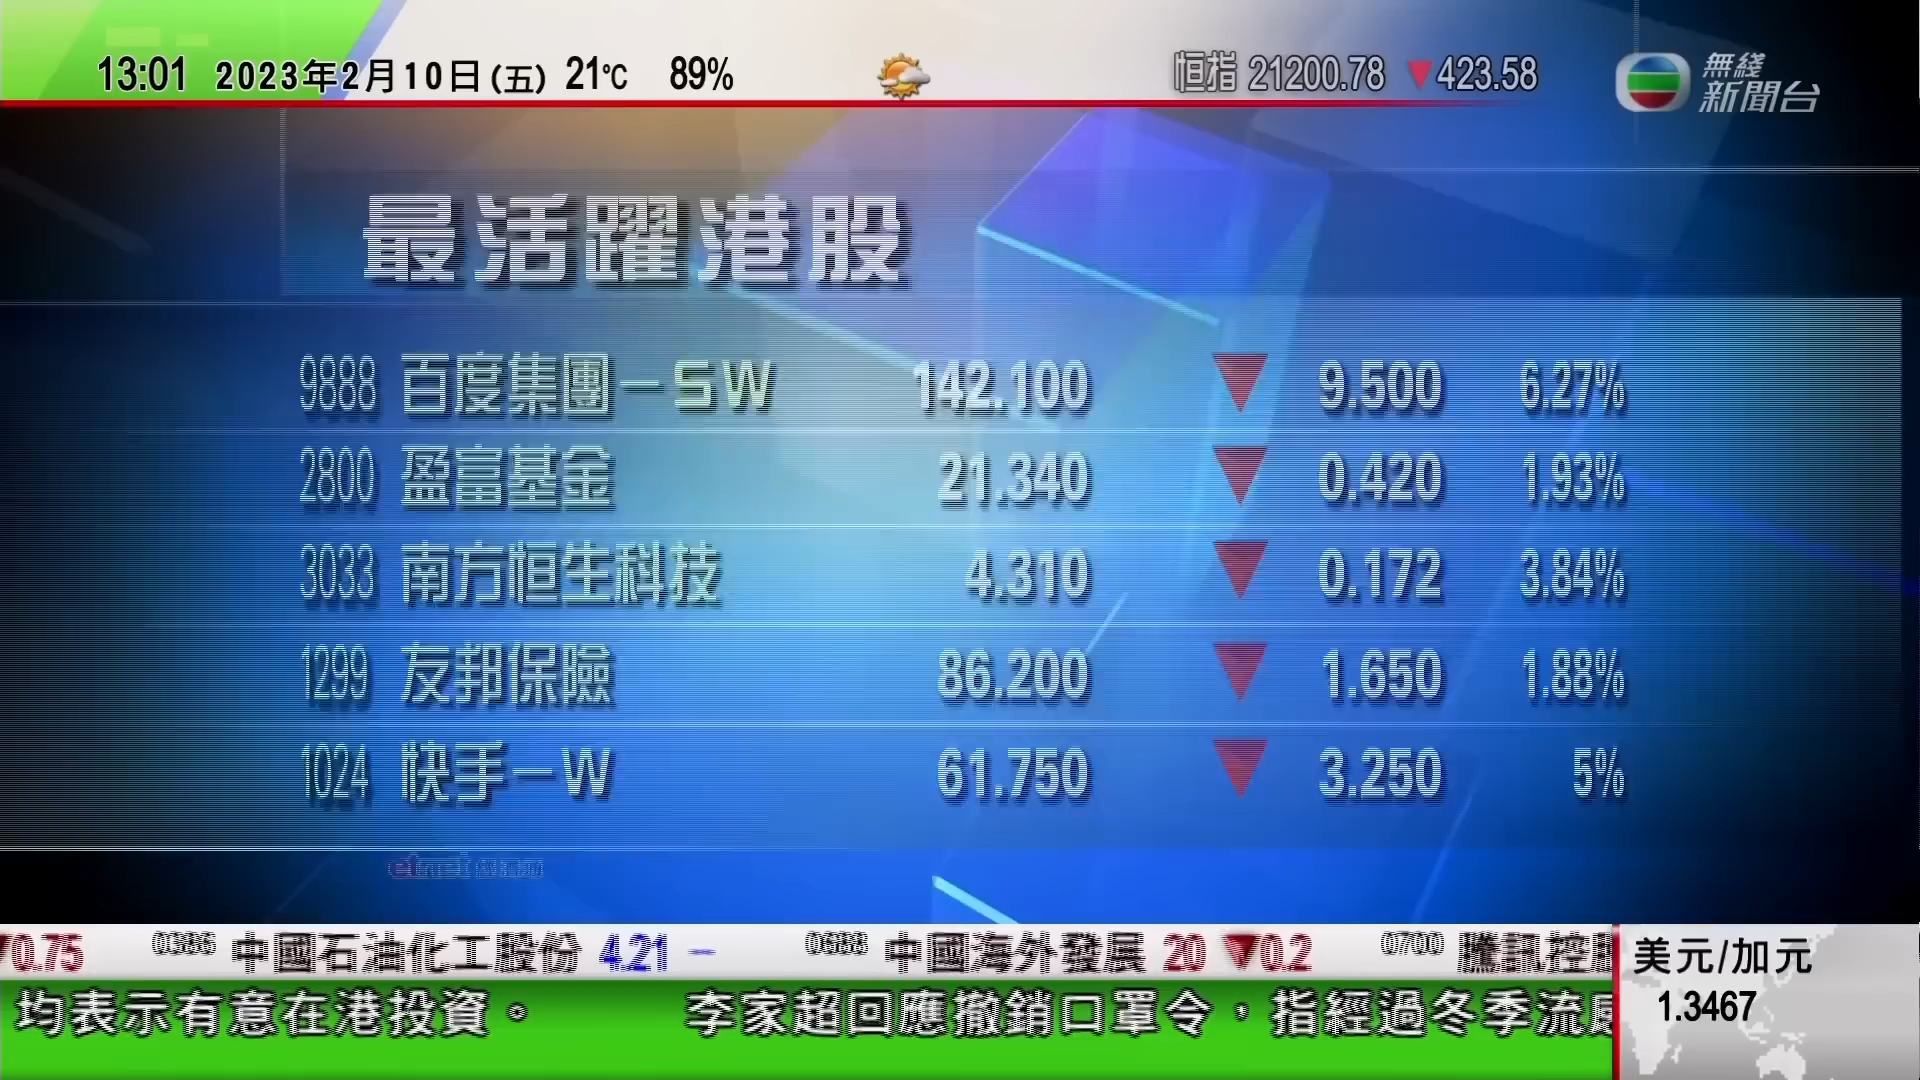 13:01 2023年2月10日(五) 21℃ 89% 恒指 21200.78 ▼423.58
無綫
新聞台
最活躍港股
9888 百度集團－SW 142.100 ▼ 9.500 6.27%
2800 盈富基金 21.340 ▼ 0.420 1.93%
3033 南方恒生科技 4.310 ▼ 0.172 3.84%
1299 友邦保險 86.200 ▼ 1.650 1.88%
1024 快手－W 61.750 ▼ 3.250 5%
etnet
▼0.75 0386 中國石油化工股份 4.21 － 0688 中國海外發展 20 ▼0.2 0700 騰訊控股
美元/加元
1.3467
均表示有意在港投資。 李家超回應撤銷口罩令，指經過冬季流感